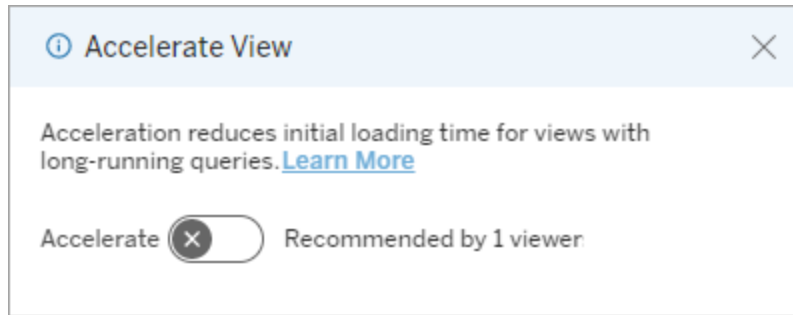 Accelerate View
Acceleration reduces initial loading time for views with
long-running queries. Learn More
Accelerate Recommended by 1 viewer